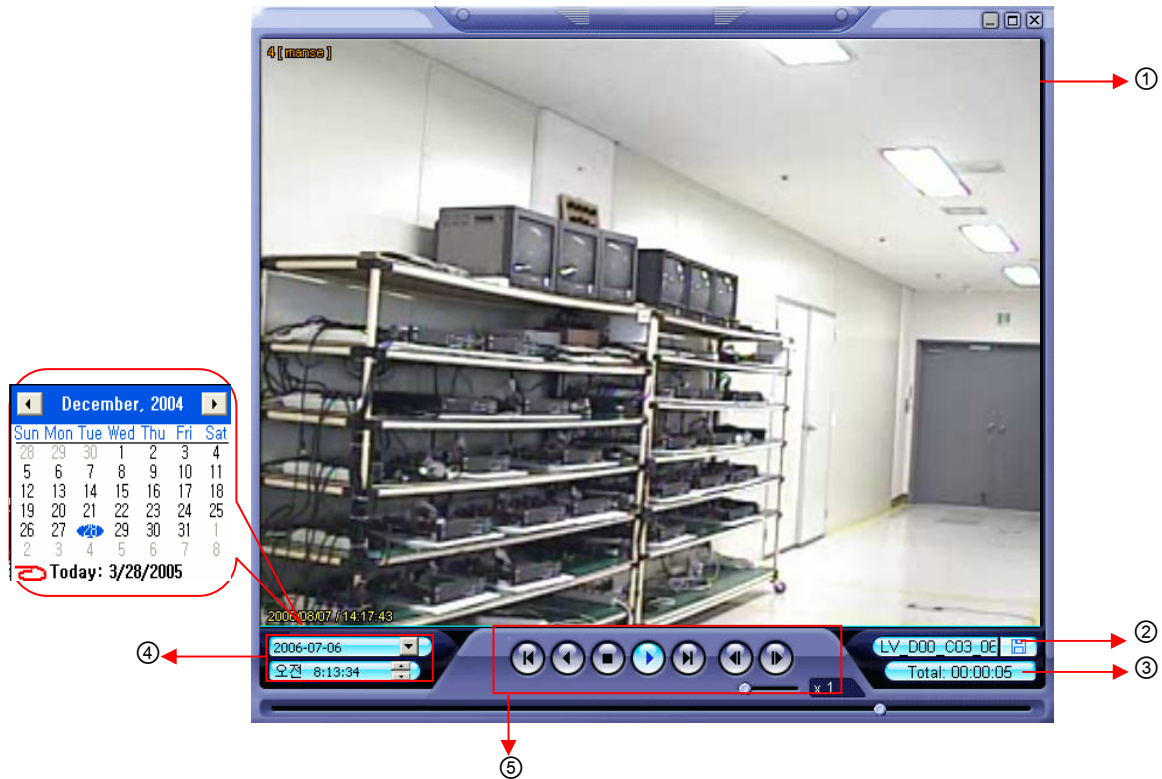 4 [ manse ]
①
December, 2004
Sun Mon Tue Wed Thu Fri Sat
28 29 30 1 2 3 4
5 6 7 8 9 10 11
12 13 14 15 16 17 18
19 20 21 22 23 24 25
26 27 28 29 30 31 1
2 3 4 5 6 7 8
Today: 3/28/2005
2006/08/07 / 14:17:43
④
2006-07-06
오전 8:13:34
x 1
LV_D00_C03_06
②
Total: 00:00:05
③
⑤